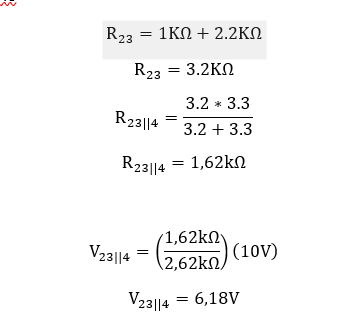 R₂₃ = 1KΩ + 2.2KΩ
R₂₃ = 3.2KΩ
R₂₃||₄ = (3.2 ∗ 3.3)/(3.2 + 3.3)
R₂₃||₄ = 1,62kΩ
V₂₃||₄ = (1,62kΩ/2,62kΩ) (10V)
V₂₃||₄ = 6,18V